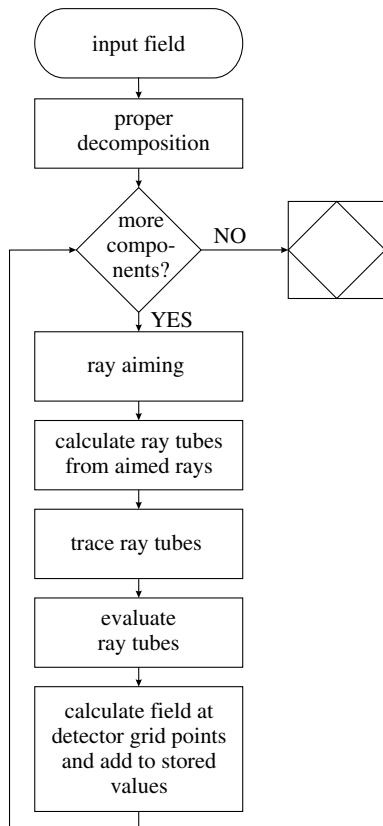 input field
proper
decomposition
more
compo-
nents?
NO
YES
ray aiming
calculate ray tubes
from aimed rays
trace ray tubes
evaluate
ray tubes
calculate field at
detector grid points
and add to stored
values